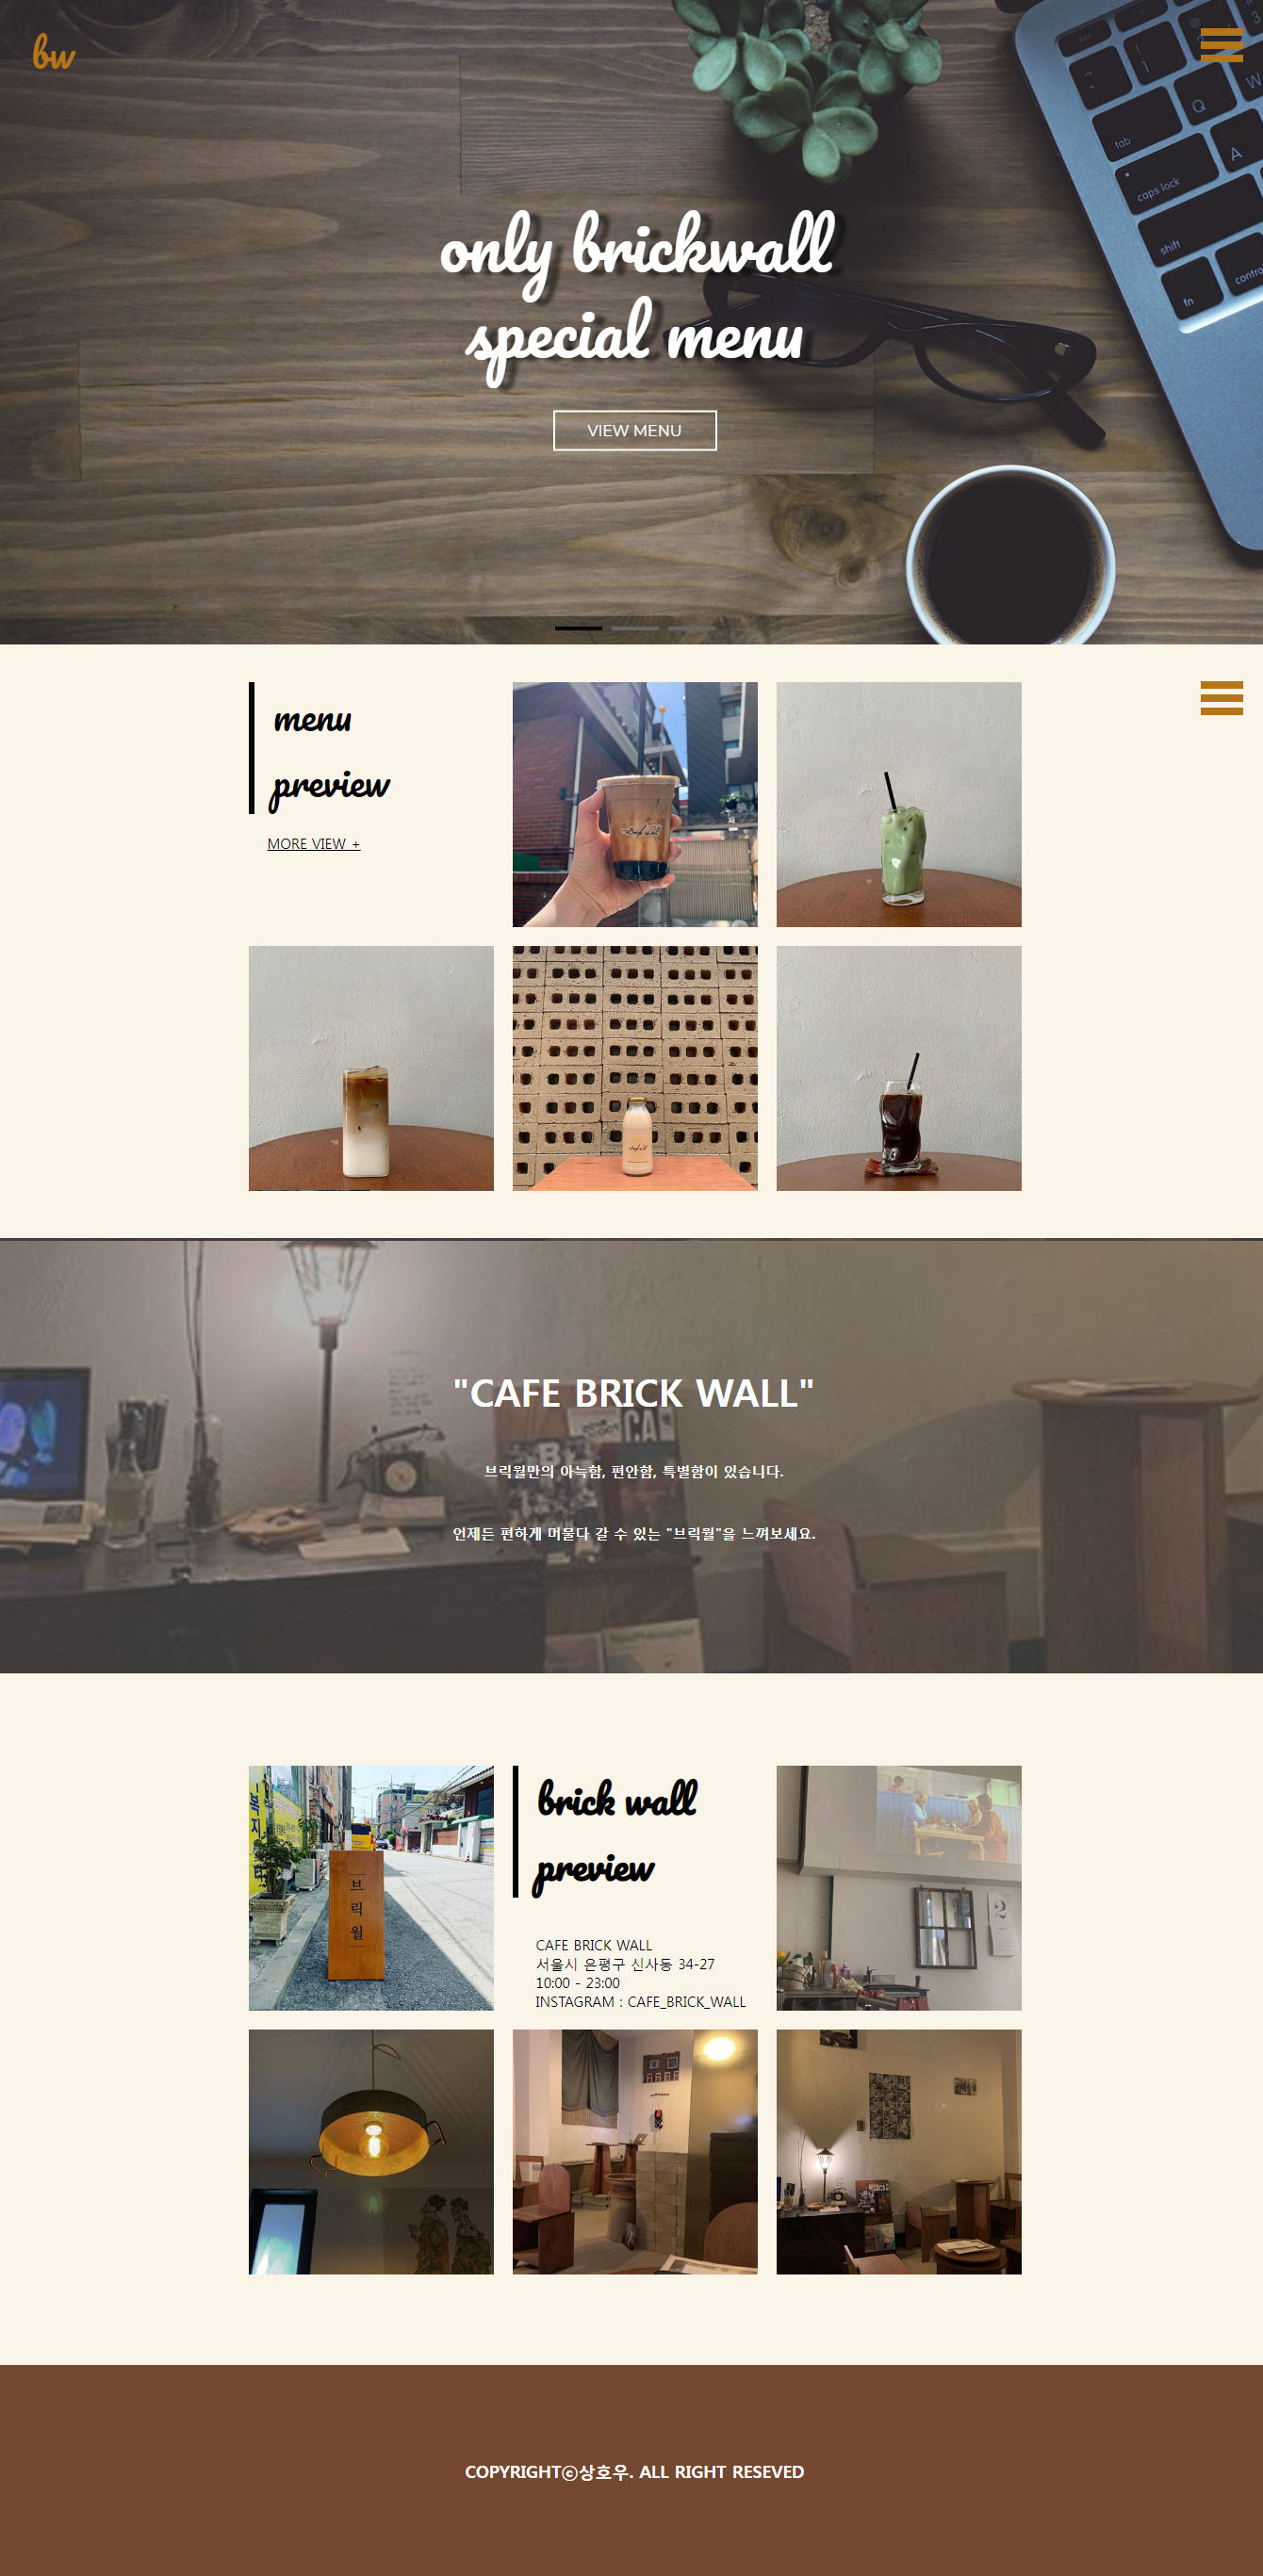 bw
only brickwall
special menu
VIEW MENU
menu
preview
MORE VIEW +
"CAFE BRICK WALL"
브릭월만의 아늑함, 편안함, 특별함이 있습니다.
언제든 편하게 머물다 갈 수 있는 "브릭월"을 느껴보세요.
브
릭
월
brick wall
preview
CAFE BRICK WALL
서울시 은평구 신사동 34-27
10:00 - 23:00
INSTAGRAM : CAFE_BRICK_WALL
2
COPYRIGHTⓒ상호우. ALL RIGHT RESEVED